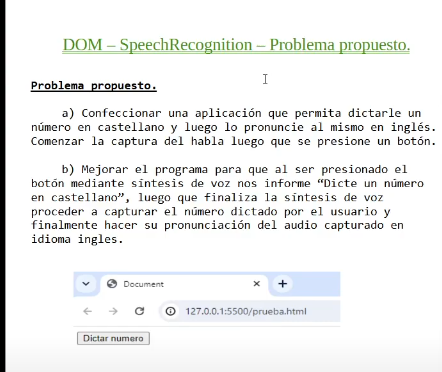 DOM – SpeechRecognition – Problema propuesto.
Problema propuesto.
a) Confeccionar una aplicación que permita dictarle un
número en castellano y luego lo pronuncie al mismo en inglés.
Comenzar la captura del habla luego que se presione un botón.
b) Mejorar el programa para que al ser presionado el
botón mediante síntesis de voz nos informe “Dicte un número
en castellano”, luego que finaliza la síntesis de voz
proceder a capturar el número dictado por el usuario y
finalmente hacer su pronunciación del audio capturado en
idioma ingles.
Document
127.0.0.1:5500/prueba.html
Dictar numero